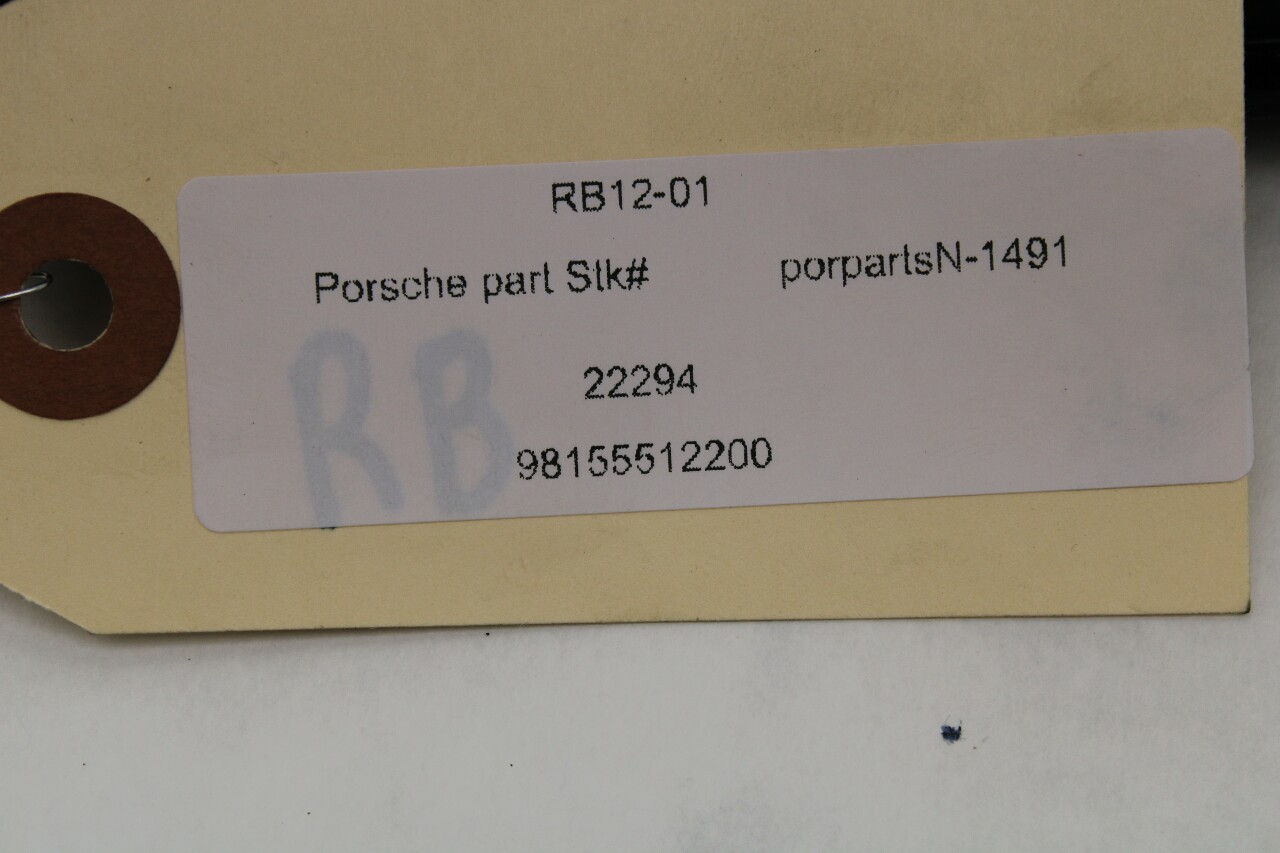 RB12-01
Porsche part Stk# porpartsN-1491
RB
22294
98155512200